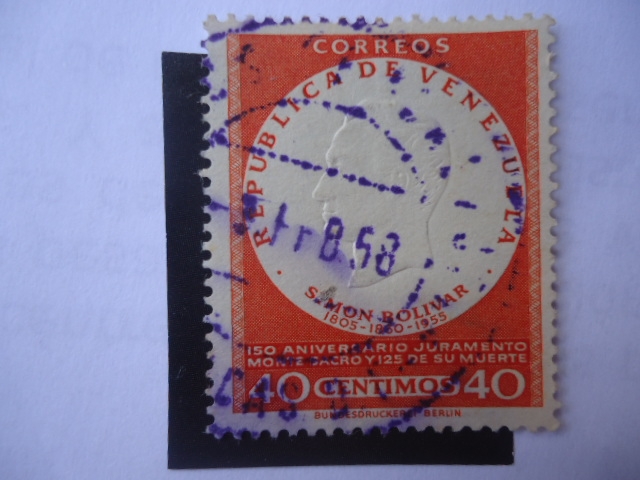 CORREOS
REPUBLICA DE VENEZUELA
SIMON BOLIVAR
1805-1830-1955
150 ANIVERSARIO JURAMENTO
MONTE SACRO Y 125 DE SU MUERTE
40 CENTIMOS 40
BUNDESDRUCKEREI BERLIN